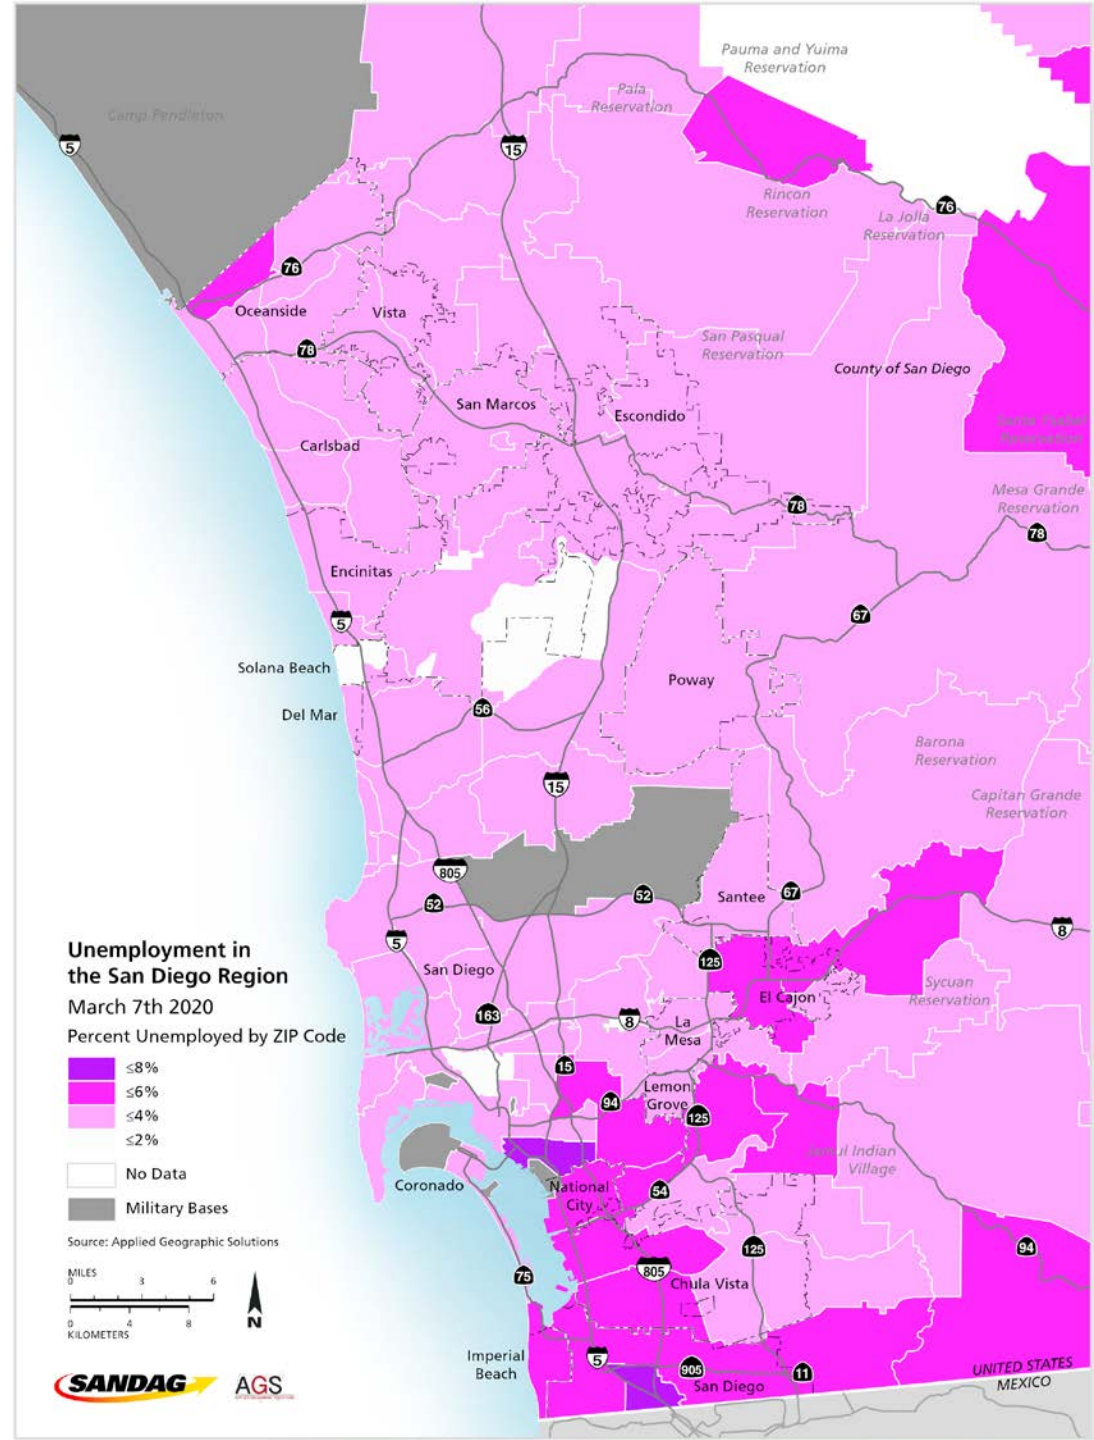 Pauma and Yuima
Reservation
Pala
Reservation
Camp Pendleton
5
15
Rincon
Reservation
76
La Jolla
Reservation
76
Oceanside
Vista
78
San Pasqual
Reservation
County of San Diego
San Marcos
Escondido
Carlsbad
Reservation
Mesa Grande
Reservation
78
78
Encinitas
67
5
Solana Beach
Poway
56
Del Mar
Barona
Reservation
15
Capitan Grande
Reservation
805
52
52
Santee
67
5
8
125
San Diego
El Cajon
Sycuan
Reservation
163
8
La
Mesa
15
94
Lemon
Grove
125
Indian
Village
Coronado
National
City
54
125
94
75
805
Chula Vista
Imperial
Beach
5
905
San Diego
11
UNITED STATES
MEXICO
Unemployment in
the San Diego Region
March 7th 2020
Percent Unemployed by ZIP Code
≤8%
≤6%
≤4%
≤2%
No Data
Military Bases
Source: Applied Geographic Solutions
MILES
0 3 6
0 4 8
KILOMETERS
N
SANDAG
AGS